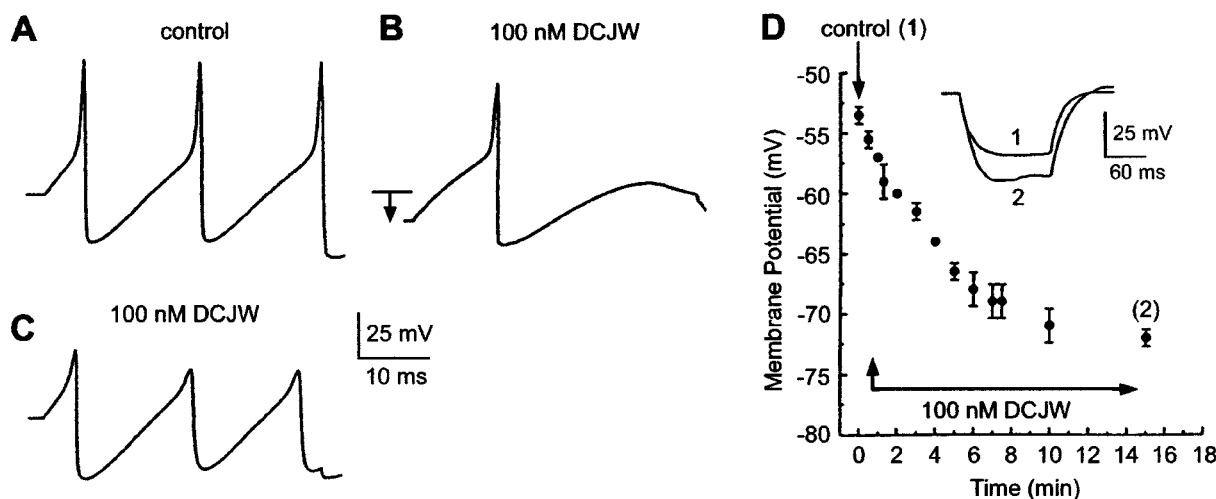 A
control
B
100 nM DCJW
C
100 nM DCJW
25 mV
10 ms
D
control (1)
-50
-55
-60
-65
-70
-75
-80
Membrane Potential (mV)
1
2
25 mV
60 ms
(2)
100 nM DCJW
0 2 4 6 8 10 12 14 16 18
Time (min)